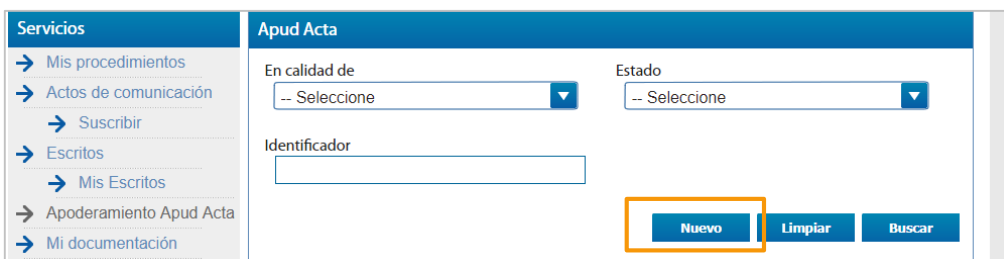 Servicios
Mis procedimientos
Actos de comunicación
Suscribir
Escritos
Mis Escritos
Apoderamiento Apud Acta
Mi documentación
Apud Acta
En calidad de
Estado
-- Seleccione
-- Seleccione
Identificador
Nuevo
Limpiar
Buscar